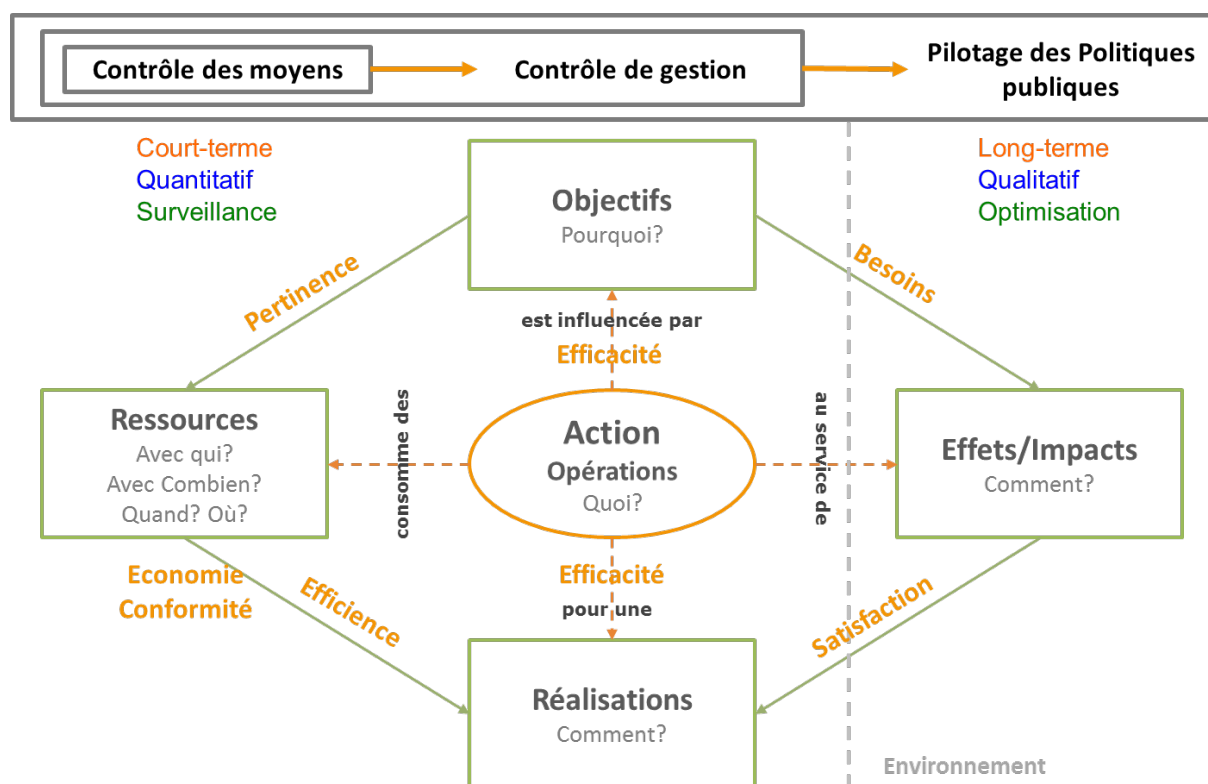 Contrôle des moyens
Contrôle de gestion
Pilotage des Politiques
publiques
Court-terme
Quantitatif
Surveillance
Long-terme
Qualitatif
Optimisation
Objectifs
Pourquoi?
Pertinence
Besoins
est influencée par
Efficacité
Ressources
Avec qui?
Avec Combien?
Quand? Où?
consomme des
Action
Opérations
Quoi?
au service de
Effets/Impacts
Comment?
Economie
Conformité
Efficience
Efficacité
pour une
Satisfaction
Réalisations
Comment?
Environnement